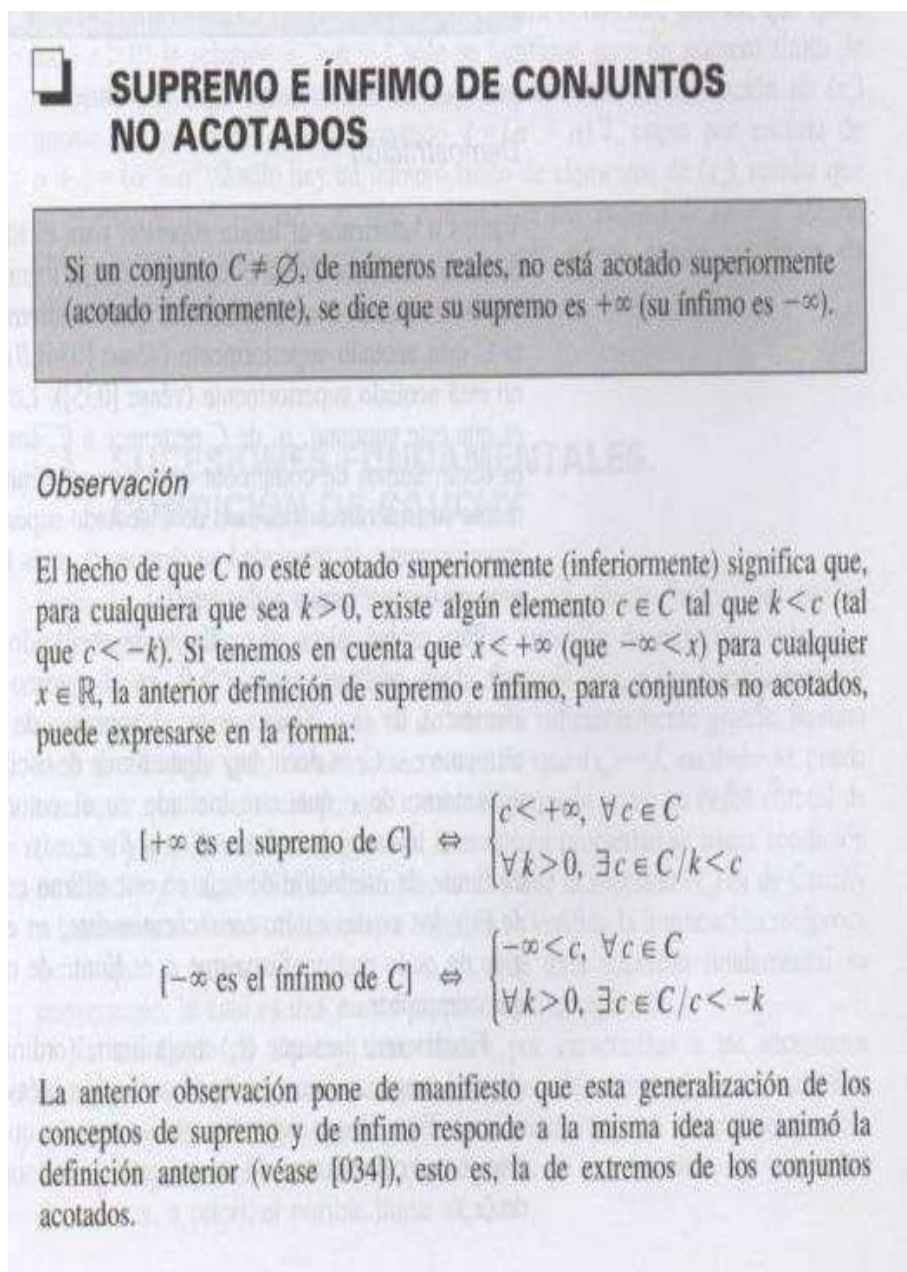 SUPREMO E ÍNFIMO DE CONJUNTOS
NO ACOTADOS
Si un conjunto C ≠ ∅, de números reales, no está acotado superiormente
(acotado inferiormente), se dice que su supremo es +∞ (su ínfimo es −∞).
Observación
El hecho de que C no esté acotado superiormente (inferiormente) significa que,
para cualquiera que sea k > 0, existe algún elemento c ∈ C tal que k < c (tal
que c < −k). Si tenemos en cuenta que x < +∞ (que −∞ < x) para cualquier
x ∈ ℝ, la anterior definición de supremo e ínfimo, para conjuntos no acotados,
puede expresarse en la forma:
[+∞ es el supremo de C] ⇔ { c < +∞, ∀ c ∈ C
∀ k > 0, ∃ c ∈ C / k < c
[−∞ es el ínfimo de C] ⇔ { −∞ < c, ∀ c ∈ C
∀ k > 0, ∃ c ∈ C / c < −k
La anterior observación pone de manifiesto que esta generalización de los
conceptos de supremo y de ínfimo responde a la misma idea que animó la
definición anterior (véase [034]), esto es, la de extremos de los conjuntos
acotados.